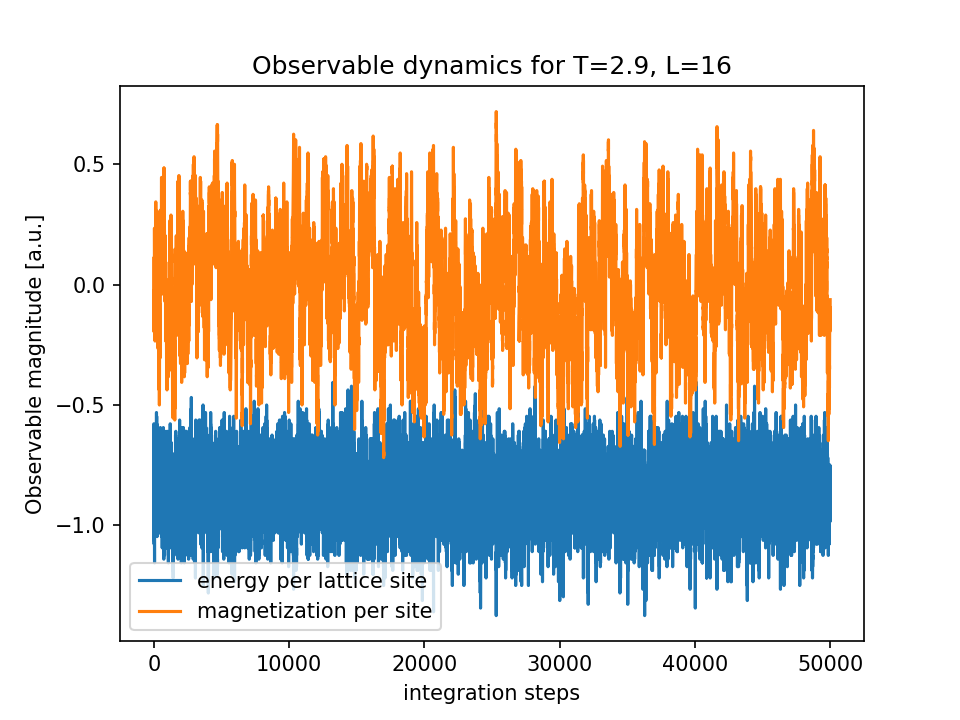 Observable dynamics for T=2.9, L=16
Observable magnitude [a.u.]
0.5
0.0
−0.5
−1.0
energy per lattice site
magnetization per site
0 10000 20000 30000 40000 50000
integration steps